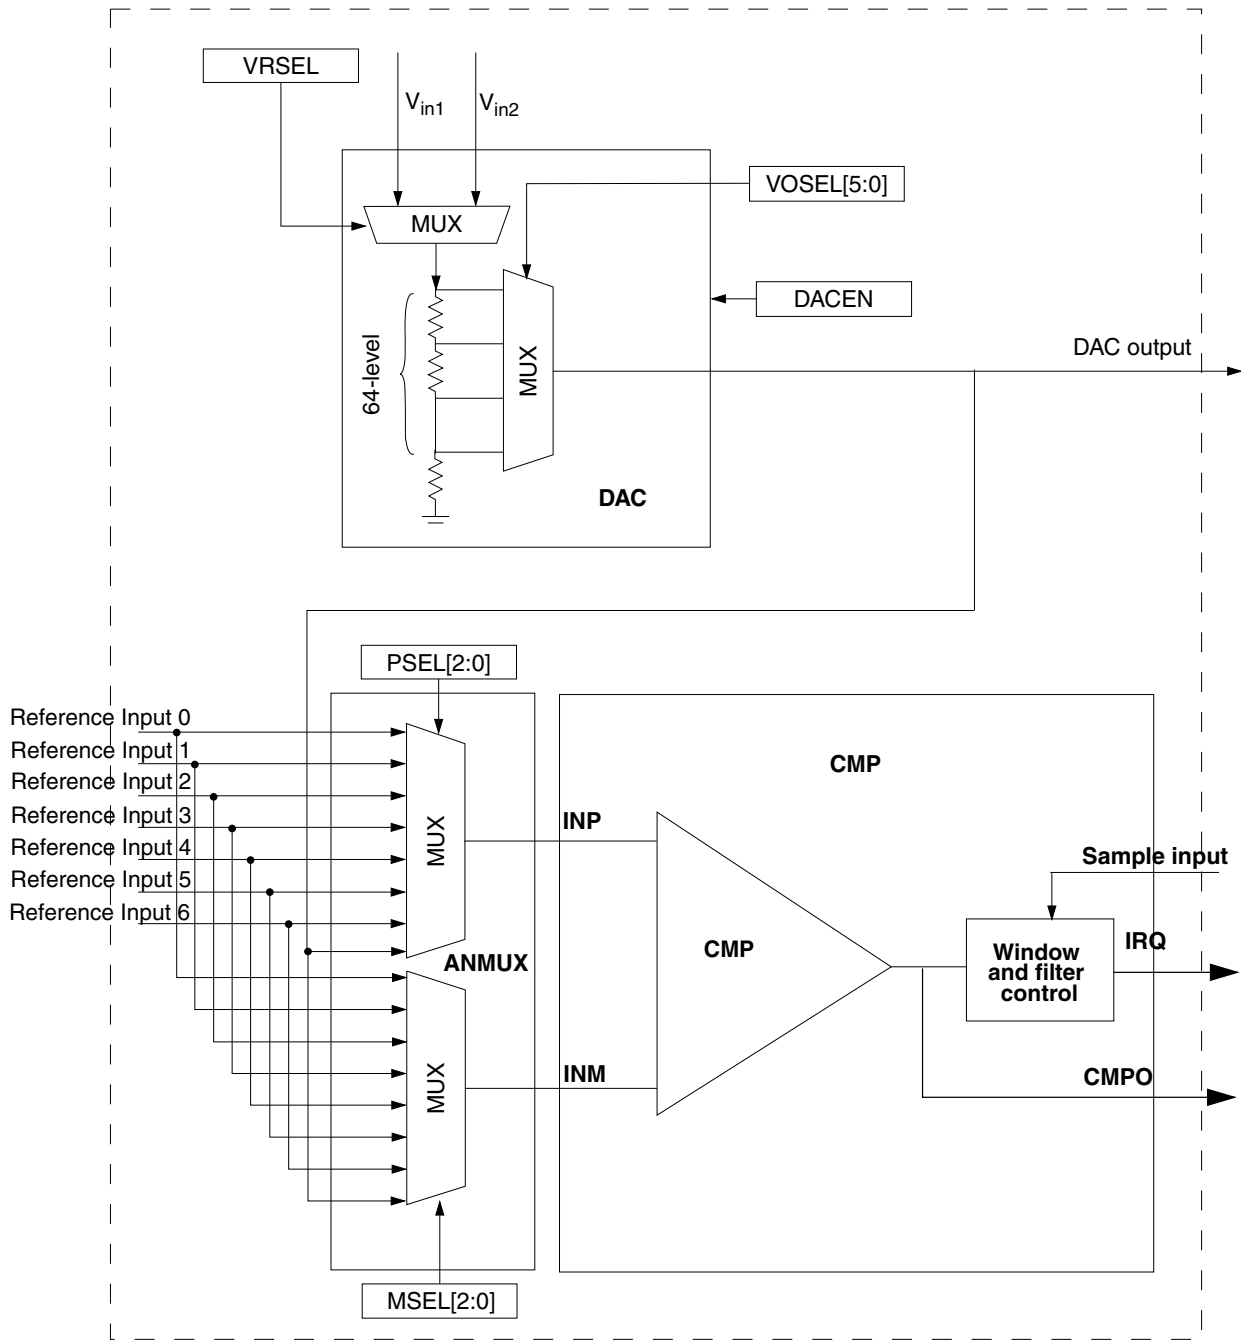 VRSEL
Vin1
Vin2
VOSEL[5:0]
MUX
DACEN
64-level
MUX
DAC output
DAC
PSEL[2:0]
Reference Input 0
Reference Input 1
Reference Input 2
Reference Input 3
Reference Input 4
Reference Input 5
Reference Input 6
MUX
ANMUX
MUX
MSEL[2:0]
CMP
INP
INM
CMP
Sample input
Window
and filter
control
IRQ
CMPO